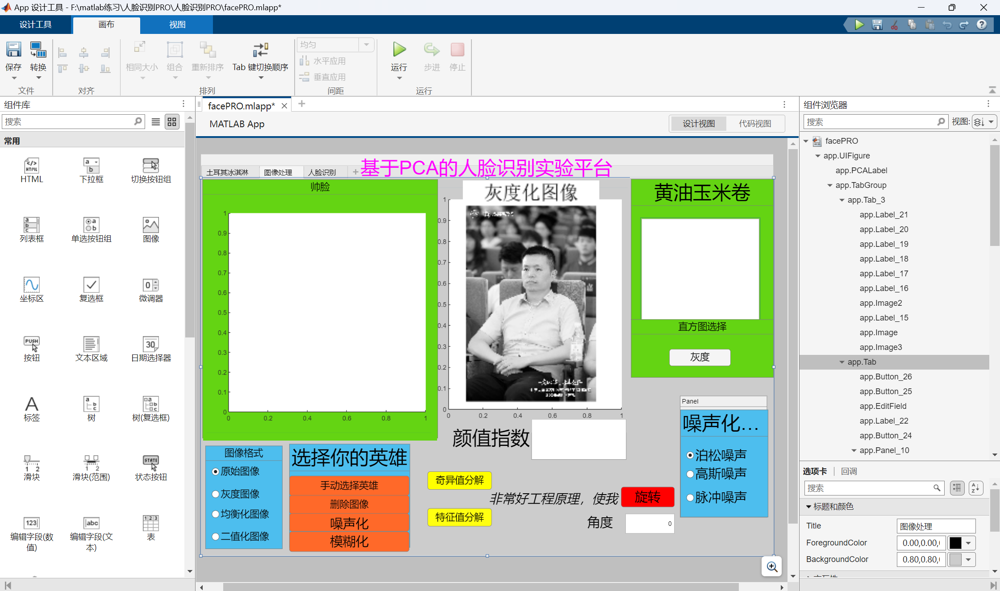 App 设计工具 - F:\matlab练习\人脸识别PRO\人脸识别PRO\facePRO.mlapp*
设计工具
画布
视图
保存
转换
文件
对齐
相同大小
组合
重新排序
Tab 键切换顺序
排列
均匀
水平应用
垂直应用
间距
运行
步进
停止
运行
组件库
搜索
常用
HTML
下拉框
切换按钮组
列表框
单选按钮组
图像
坐标区
复选框
微调器
按钮
文本区域
日期选择器
标签
树
树(复选框)
滑块
滑块(范围)
状态按钮
编辑字段(数
值)
编辑字段(文
本)
表
facePRO.mlapp*
MATLAB App
设计视图
代码视图
基于PCA的人脸识别实验平台
土耳其冰淇淋
图像处理
人脸识别
帅脸
1
0.9
0.8
0.7
0.6
0.5
0.4
0.3
0.2
0.1
0
0 0.2 0.4 0.6 0.8 1
灰度化图像
1
0.9
0.8
0.7
0.6
0.5
0.4
0.3
0.2
0.1
0
0 0.2 0.4 0.6 0.8 1
黄油玉米卷
直方图选择
灰度
Panel
噪声化...
泊松噪声
高斯噪声
脉冲噪声
颜值指数
图像格式
原始图像
灰度图像
均衡化图像
二值化图像
选择你的英雄
手动选择英雄
删除图像
噪声化
模糊化
奇异值分解
特征值分解
非常好工程原理，使我
旋转
角度
0
组件浏览器
搜索
视图:
facePRO
app.UIFigure
app.PCALabel
app.TabGroup
app.Tab_3
app.Label_21
app.Label_20
app.Label_19
app.Label_18
app.Label_17
app.Label_16
app.Image2
app.Label_15
app.Image
app.Image3
app.Tab
app.Button_26
app.Button_25
app.EditField
app.Label_22
app.Button_24
app.Panel_10
选项卡
回调
搜索
标题和颜色
Title
图像处理
ForegroundColor
0.00,0.00,(
BackgroundColor
0.80,0.80,(